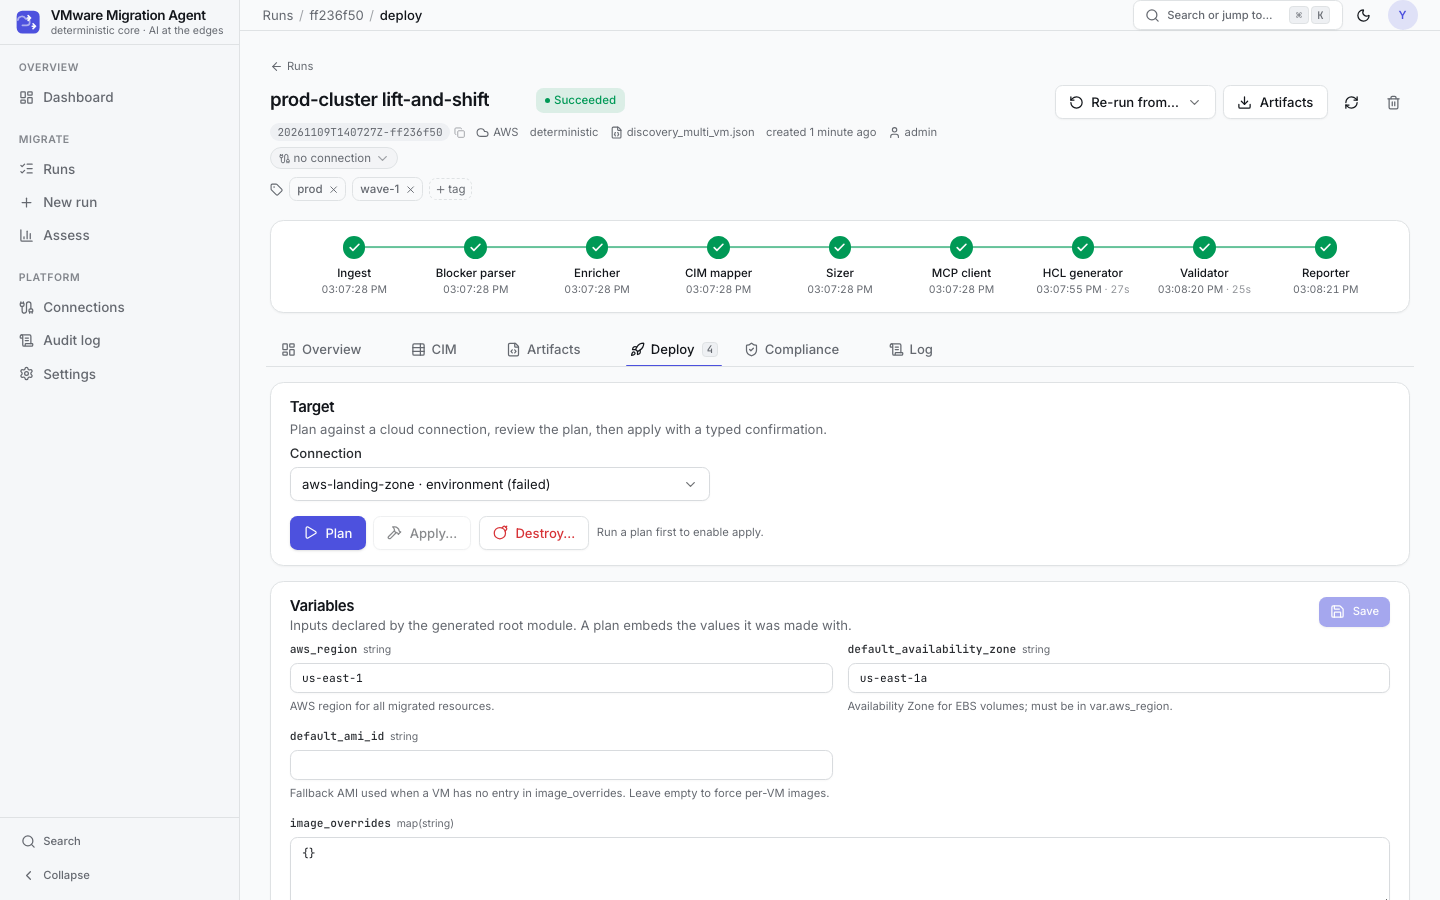 VMware Migration Agent
deterministic core · AI at the edges
OVERVIEW
Dashboard
MIGRATE
Runs
New run
Assess
PLATFORM
Connections
Audit log
Settings
Search
Collapse
Runs / ff236f50 / deploy
Search or jump to... ⌘ K
Y
Runs
prod-cluster lift-and-shift
Succeeded
Re-run from...
Artifacts
20261109T140727Z-ff236f50 AWS deterministic discovery_multi_vm.json created 1 minute ago admin
no connection
prod wave-1 + tag
Ingest Blocker parser Enricher CIM mapper Sizer MCP client HCL generator Validator Reporter
03:07:28 PM 03:07:28 PM 03:07:28 PM 03:07:28 PM 03:07:28 PM 03:07:28 PM 03:07:55 PM · 27s 03:08:20 PM · 25s 03:08:21 PM
Overview CIM Artifacts Deploy 4 Compliance Log
Target
Plan against a cloud connection, review the plan, then apply with a typed confirmation.
Connection
aws-landing-zone · environment (failed)
Plan Apply... Destroy... Run a plan first to enable apply.
Variables
Save
Inputs declared by the generated root module. A plan embeds the values it was made with.
aws_region string
us-east-1
AWS region for all migrated resources.
default_availability_zone string
us-east-1a
Availability Zone for EBS volumes; must be in var.aws_region.
default_ami_id string
Fallback AMI used when a VM has no entry in image_overrides. Leave empty to force per-VM images.
image_overrides map(string)
{}